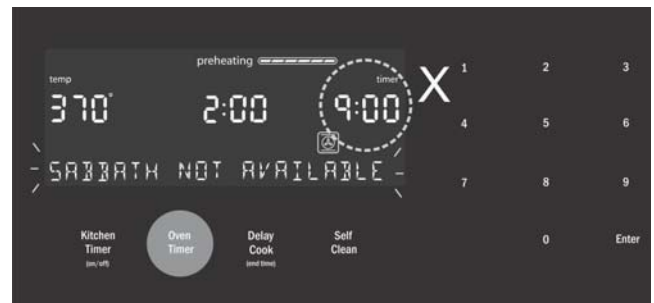 preheating
temp
timer
370°
2:00
9:00
X
SABBATH NOT AVAILABLE
Kitchen
Timer
(on/off)
Oven
Timer
Delay
Cook
(end time)
Self
Clean
1
2
3
4
5
6
7
8
9
0
Enter